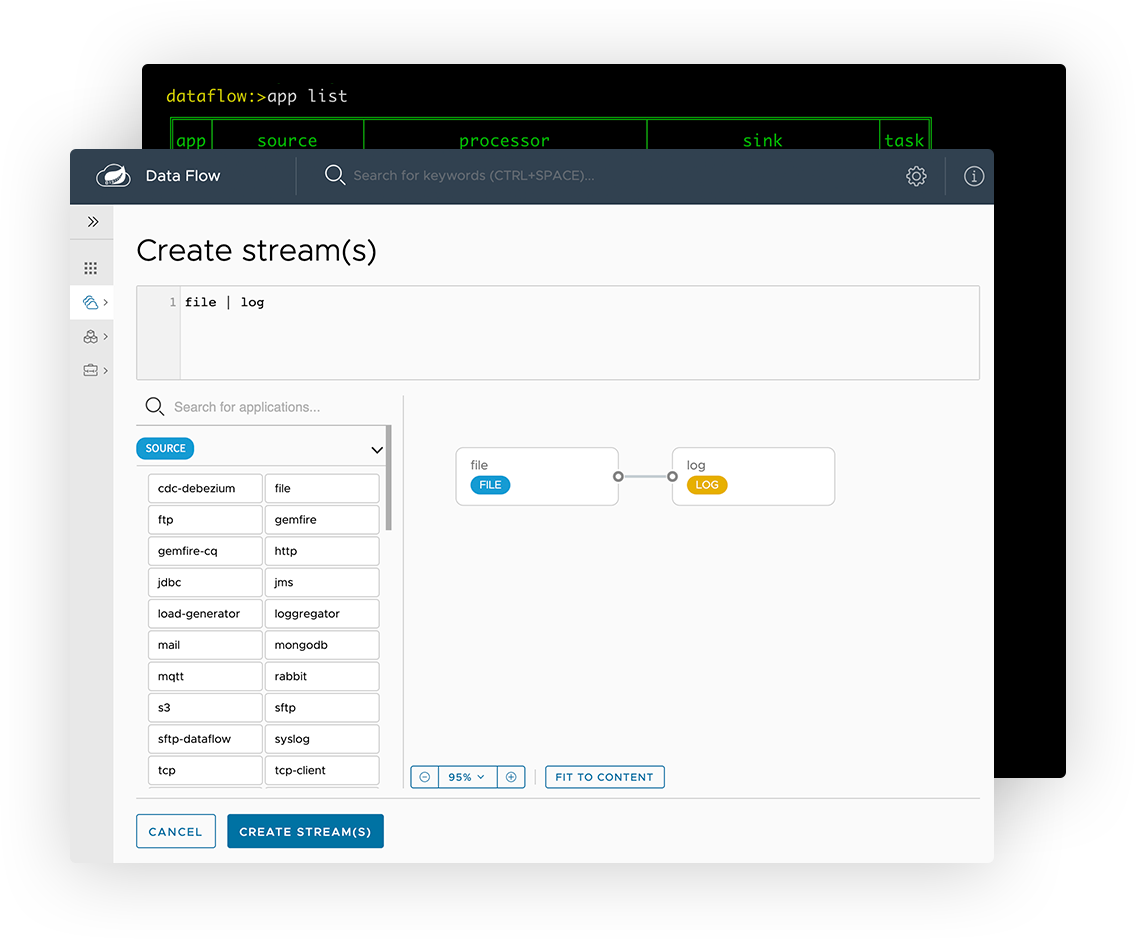 dataflow:>app list
app source processor sink task
Data Flow
Search for keywords (CTRL+SPACE)...
Create stream(s)
1 file | log
Search for applications...
SOURCE
cdc-debezium file
ftp gemfire
gemfire-cq http
jdbc jms
load-generator loggregator
mail mongodb
mqtt rabbit
s3 sftp
sftp-dataflow syslog
tcp tcp-client
file
FILE
log
LOG
95%
FIT TO CONTENT
CANCEL
CREATE STREAM(S)